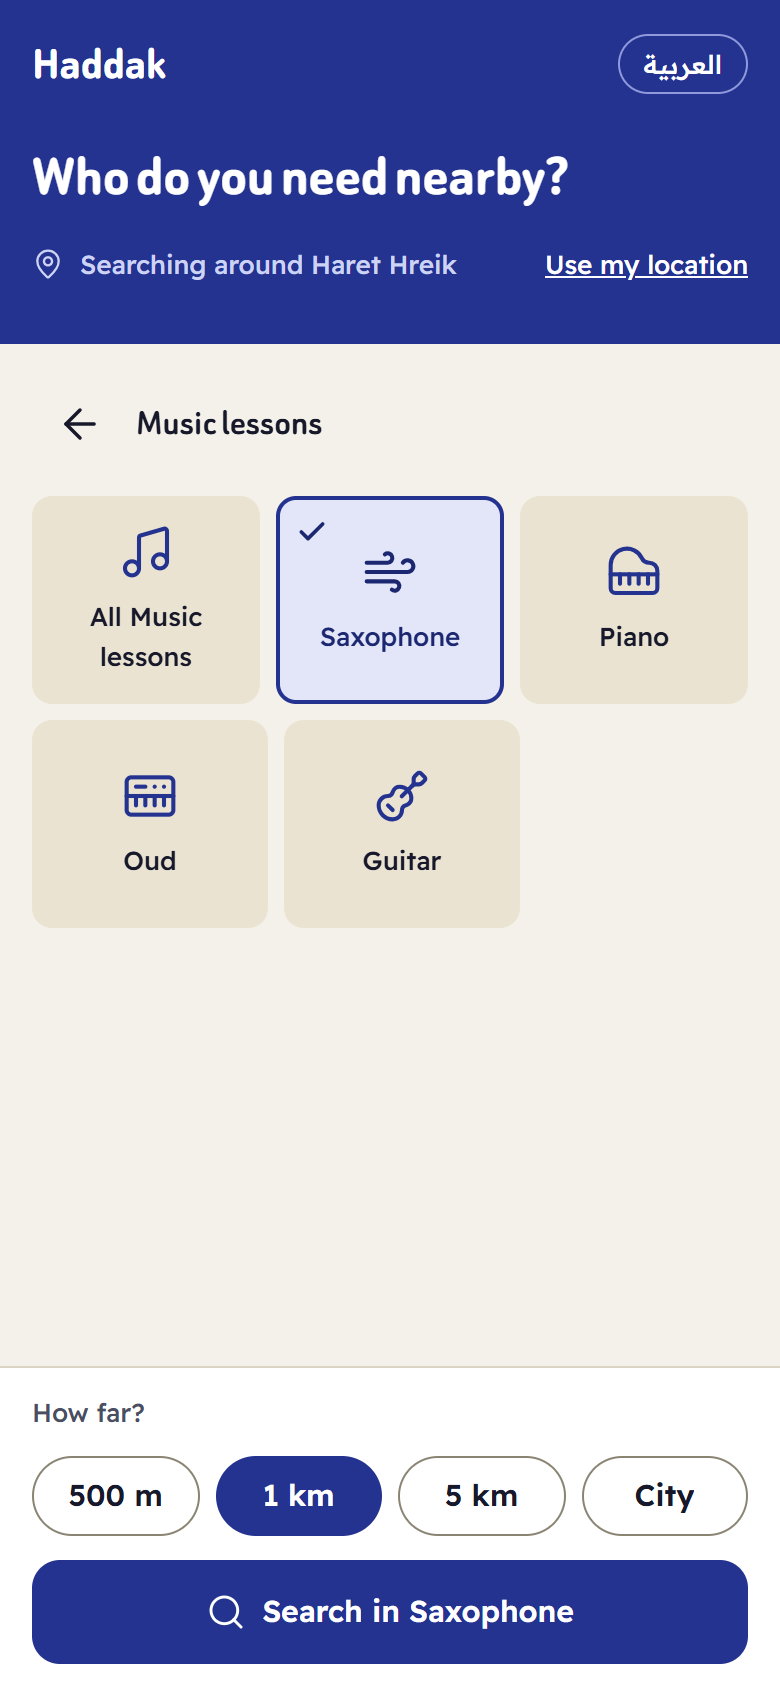 Haddak
العربية
Who do you need nearby?
Searching around Haret Hreik
Use my location
Music lessons
All Music
lessons
Saxophone
Piano
Oud
Guitar
How far?
500 m
1 km
5 km
City
Search in Saxophone